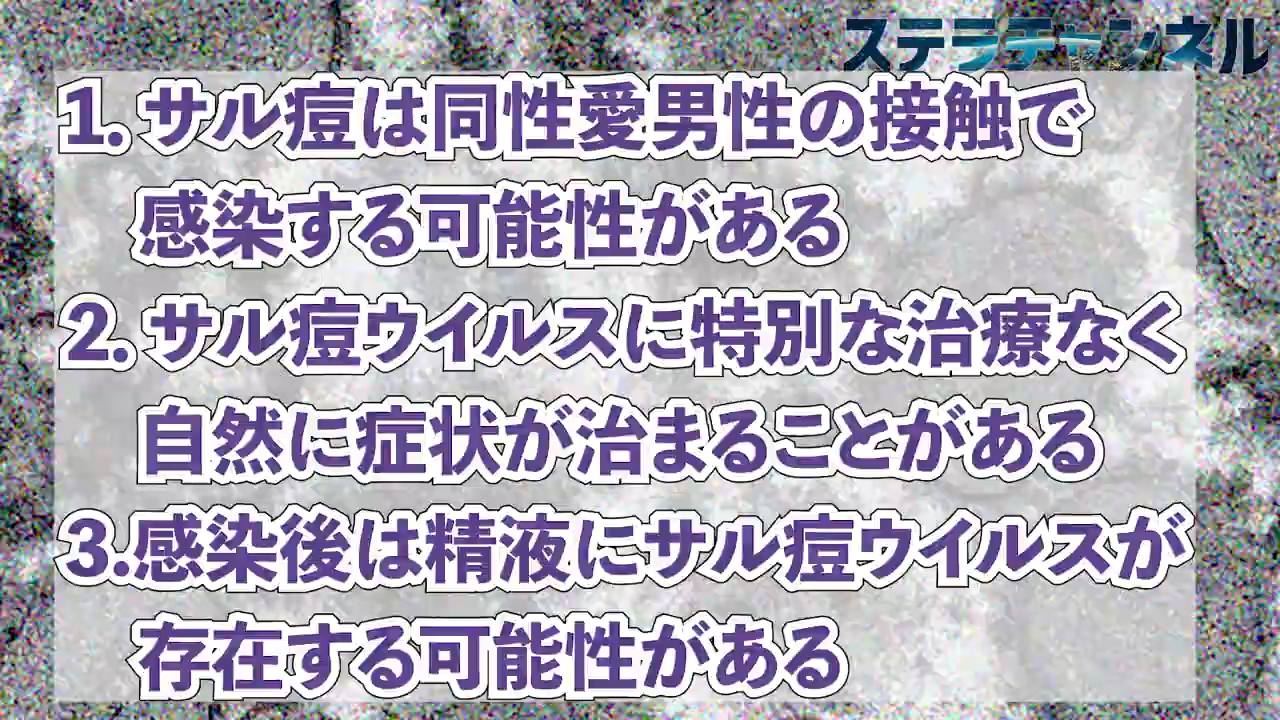 ステラチャンネル
1. サル痘は同性愛男性の接触で
感染する可能性がある
2. サル痘ウイルスに特別な治療なく
自然に症状が治まることがある
3.感染後は精液にサル痘ウイルスが
存在する可能性がある